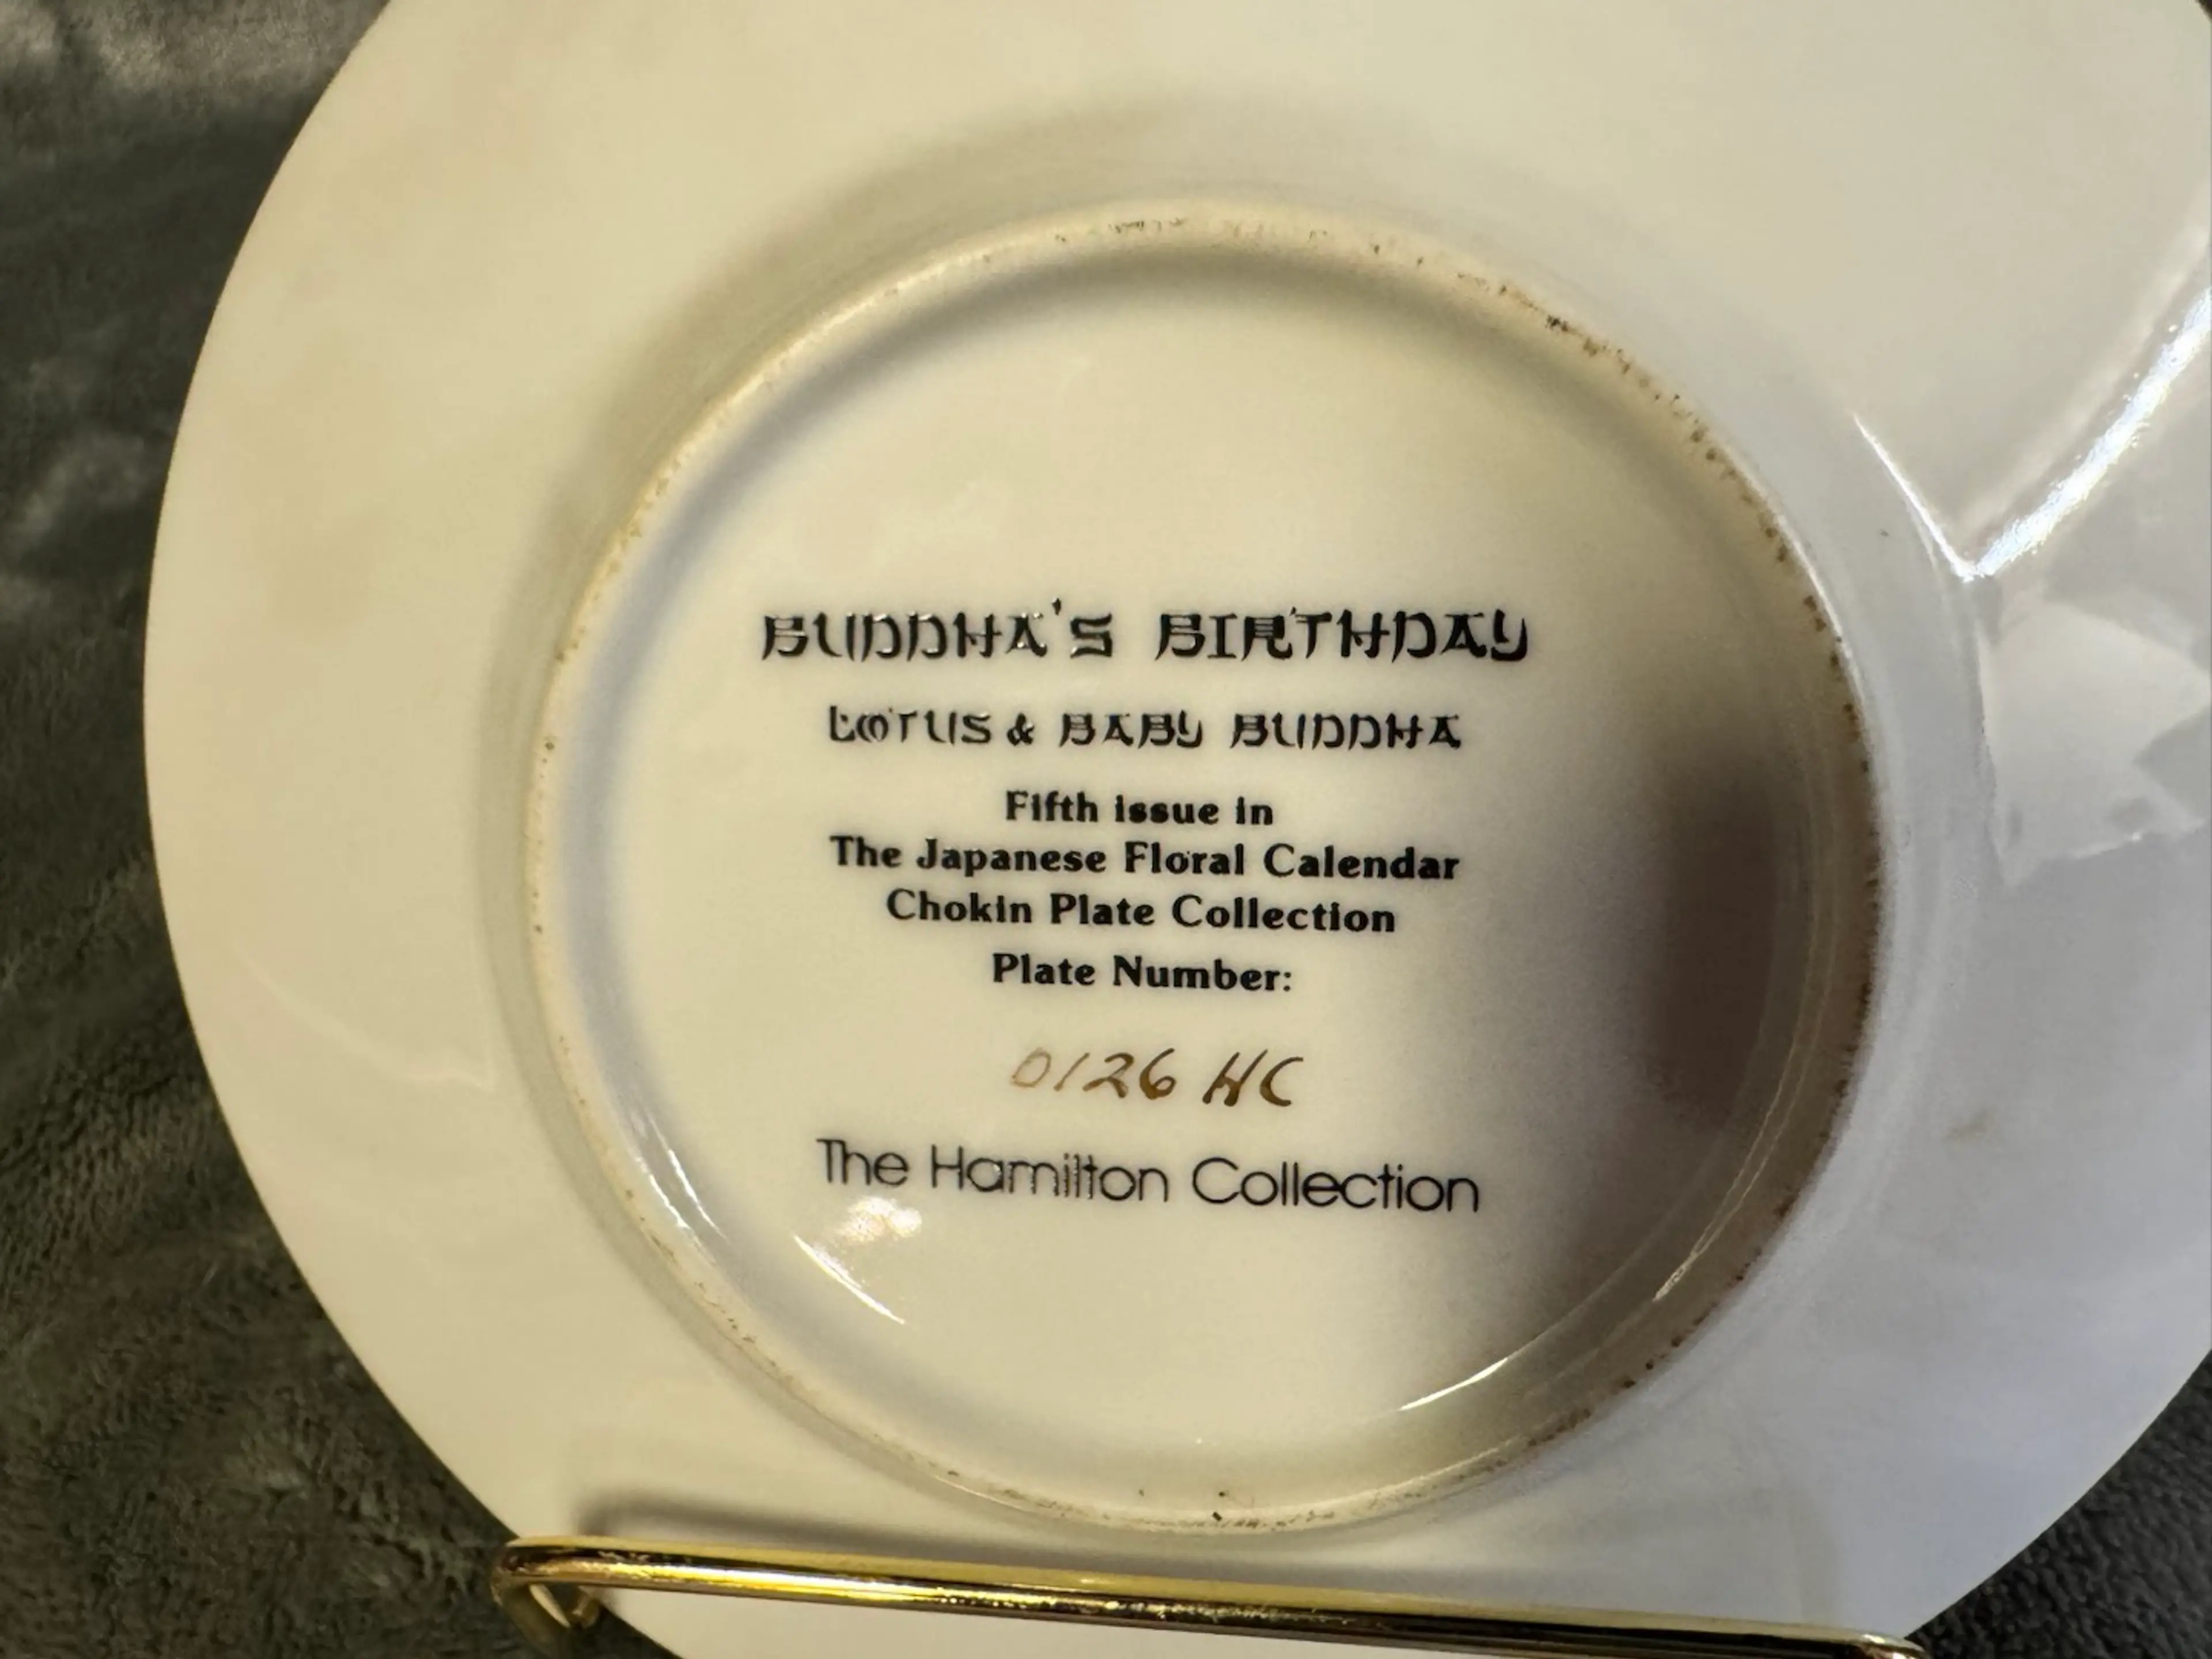 BUDDHA'S BIRTHDAY
LOTUS & BABY BUDDHA
Fifth issue in
The Japanese Floral Calendar
Chokin Plate Collection
Plate Number:
0126 HC
The Hamilton Collection